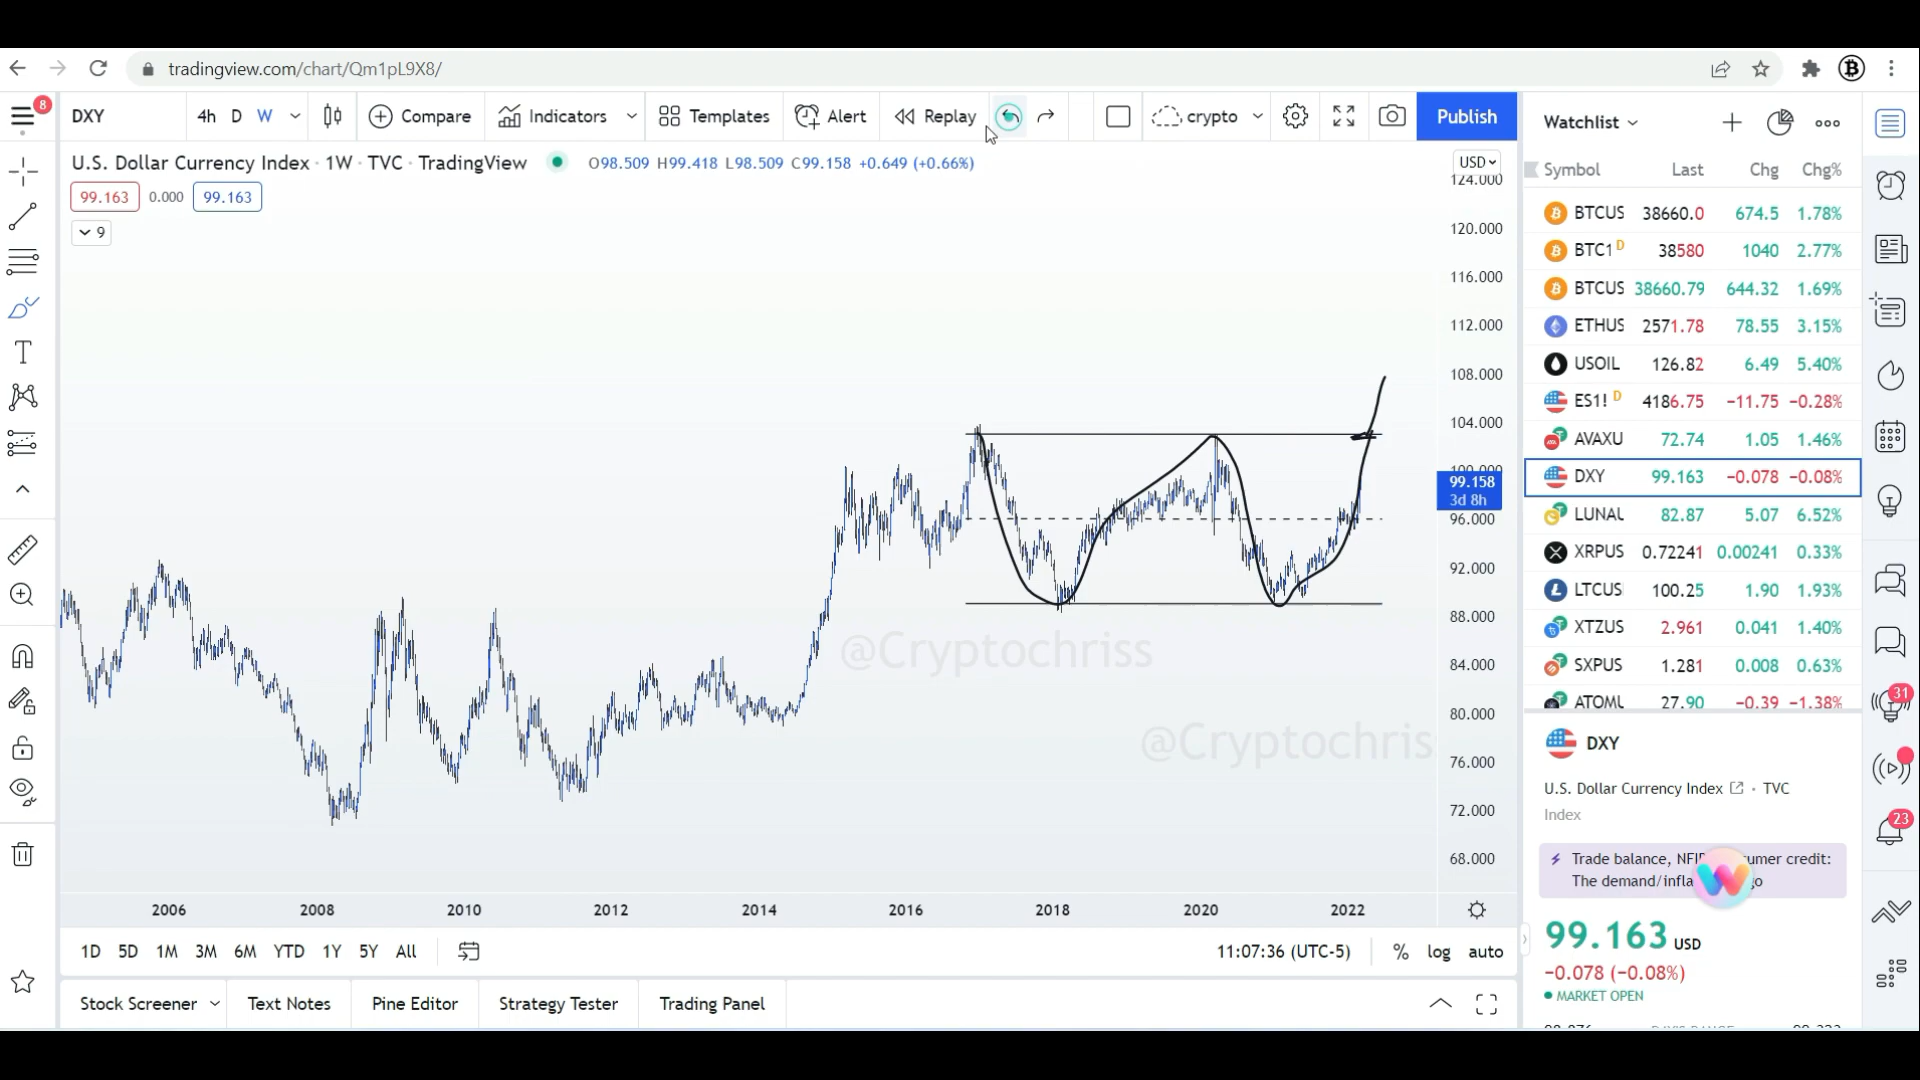 tradingview.com/chart/Qm1pL9X8/
8
DXY
4h D W
Compare
Indicators
Templates
Alert
Replay
crypto
Publish
U.S. Dollar Currency Index · 1W · TVC · TradingView
O98.509 H99.418 L98.509 C99.158 +0.649 (+0.66%)
99.163 0.000 99.163
9
USD
124.000
120.000
116.000
112.000
108.000
104.000
100.000
99.158
3d 8h
96.000
92.000
88.000
84.000
80.000
76.000
72.000
68.000
@Cryptochriss
@Cryptochris
2006 2008 2010 2012 2014 2016 2018 2020 2022
1D 5D 1M 3M 6M YTD 1Y 5Y All
11:07:36 (UTC-5) % log auto
Stock Screener Text Notes Pine Editor Strategy Tester Trading Panel
Watchlist
Symbol Last Chg Chg%
BTCUS 38660.0 674.5 1.78%
BTC1 D 38580 1040 2.77%
BTCUS 38660.79 644.32 1.69%
ETHUS 2571.78 78.55 3.15%
USOIL 126.82 6.49 5.40%
ES1! D 4186.75 −11.75 −0.28%
AVAXU 72.74 1.05 1.46%
DXY 99.163 −0.078 −0.08%
LUNAU 82.87 5.07 6.52%
XRPUS 0.72241 0.00241 0.33%
LTCUS 100.25 1.90 1.93%
XTZUS 2.961 0.041 1.40%
SXPUS 1.281 0.008 0.63%
ATOMU 27.90 −0.39 −1.38%
DXY
U.S. Dollar Currency Index · TVC
Index
Trade balance, umer credit:
The demand/infla go
99.163 USD
−0.078 (−0.08%)
MARKET OPEN
31
23